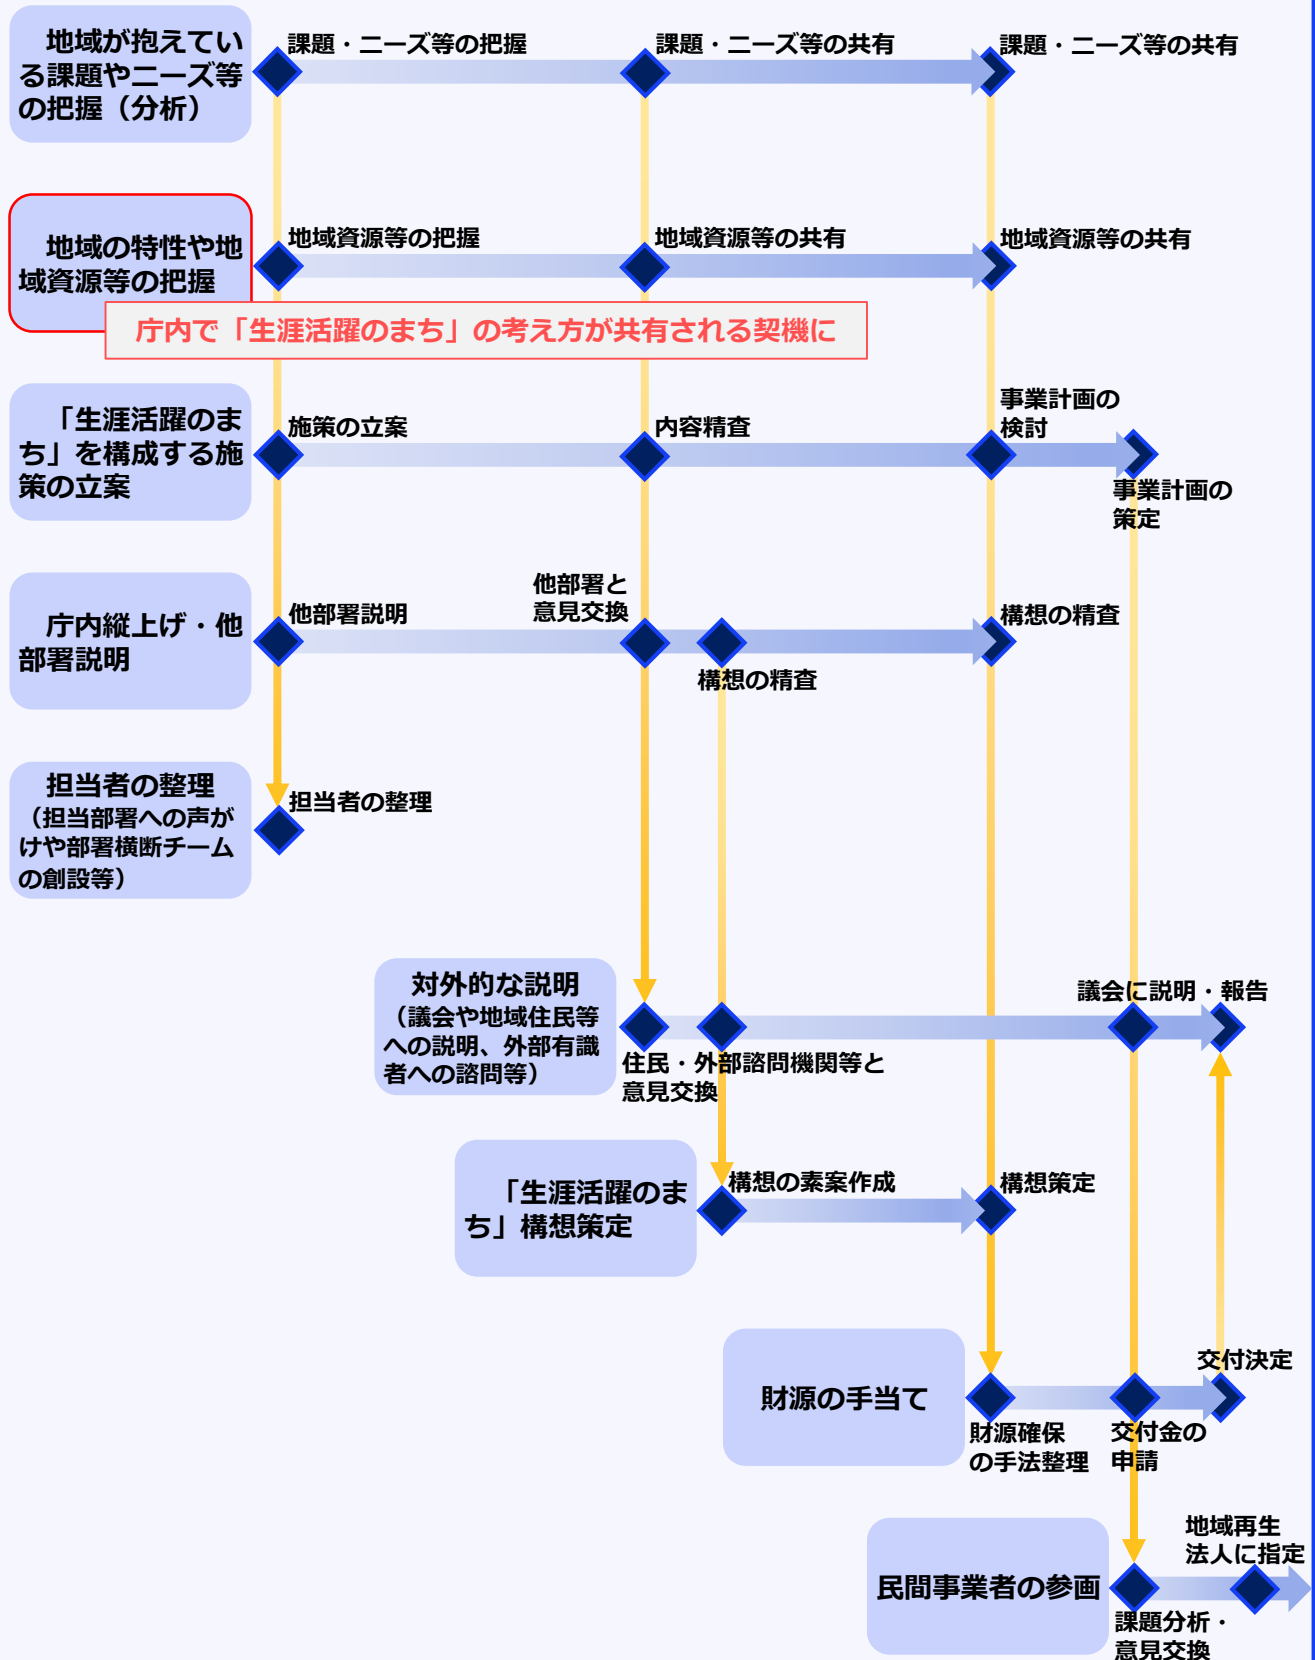 地域が抱えてい
る課題やニーズ等
の把握（分析）
課題・ニーズ等の把握
課題・ニーズ等の共有
課題・ニーズ等の共有
地域の特性や地
域資源等の把握
地域資源等の把握
地域資源等の共有
地域資源等の共有
庁内で「生涯活躍のまち」の考え方が共有される契機に
「生涯活躍のま
ち」を構成する施
策の立案
施策の立案
内容精査
事業計画の
検討
事業計画の
策定
庁内縦上げ・他
部署説明
他部署説明
他部署と
意見交換
構想の精査
構想の精査
担当者の整理
（担当部署への声が
けや部署横断チーム
の創設等）
担当者の整理
対外的な説明
（議会や地域住民等
への説明、外部有識
者への諮問等）
住民・外部諮問機関等と
意見交換
議会に説明・報告
「生涯活躍のま
ち」構想策定
構想の素案作成
構想策定
財源の手当て
財源確保
の手法整理
交付金の
申請
交付決定
民間事業者の参画
課題分析・
意見交換
地域再生
法人に指定